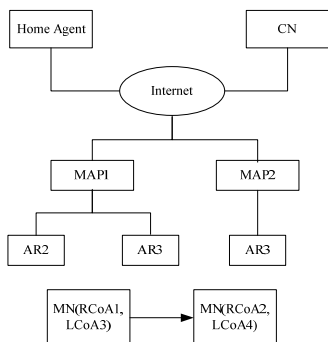 Home Agent
CN
Internet
MAP1
MAP2
AR2
AR3
AR3
MN(RCoA1,
LCoA3)
MN(RCoA2,
LCoA4)